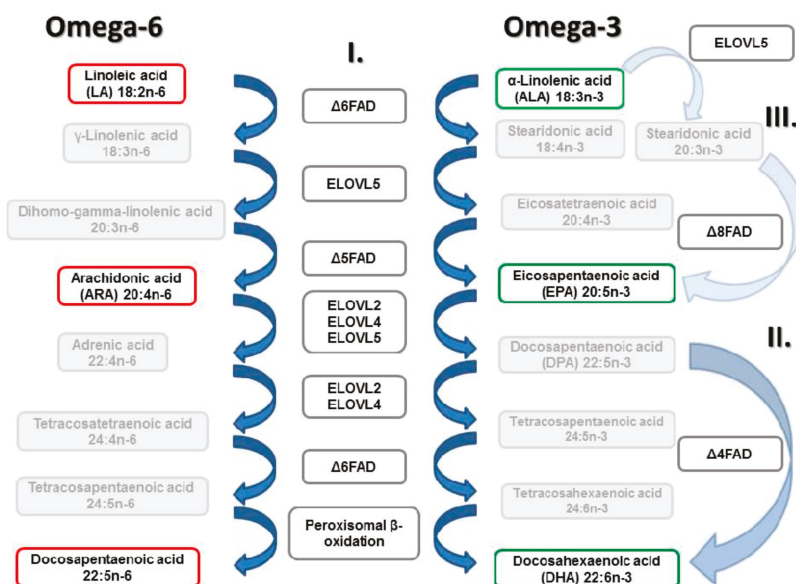 Omega-6
I.
Omega-3
ELOVL5
Linoleic acid
(LA) 18:2n-6
Δ6FAD
α-Linolenic acid
(ALA) 18:3n-3
III.
γ-Linolenic acid
18:3n-6
Stearidonic acid
18:4n-3
Stearidonic acid
20:3n-3
ELOVL5
Dihomo-gamma-linolenic acid
20:3n-6
Eicosatetraenoic acid
20:4n-3
Δ8FAD
Δ5FAD
Arachidonic acid
(ARA) 20:4n-6
Eicosapentaenoic acid
(EPA) 20:5n-3
ELOVL2
ELOVL4
ELOVL5
Adrenic acid
22:4n-6
Docosapentaenoic acid
(DPA) 22:5n-3
II.
ELOVL2
ELOVL4
Tetracosatetraenoic acid
24:4n-6
Tetracosapentaenoic acid
24:5n-3
Δ4FAD
Δ6FAD
Tetracosapentaenoic acid
24:5n-6
Tetracosahexaenoic acid
24:6n-3
Peroxisomal β-
oxidation
Docosapentaenoic acid
22:5n-6
Docosahexaenoic acid
(DHA) 22:6n-3